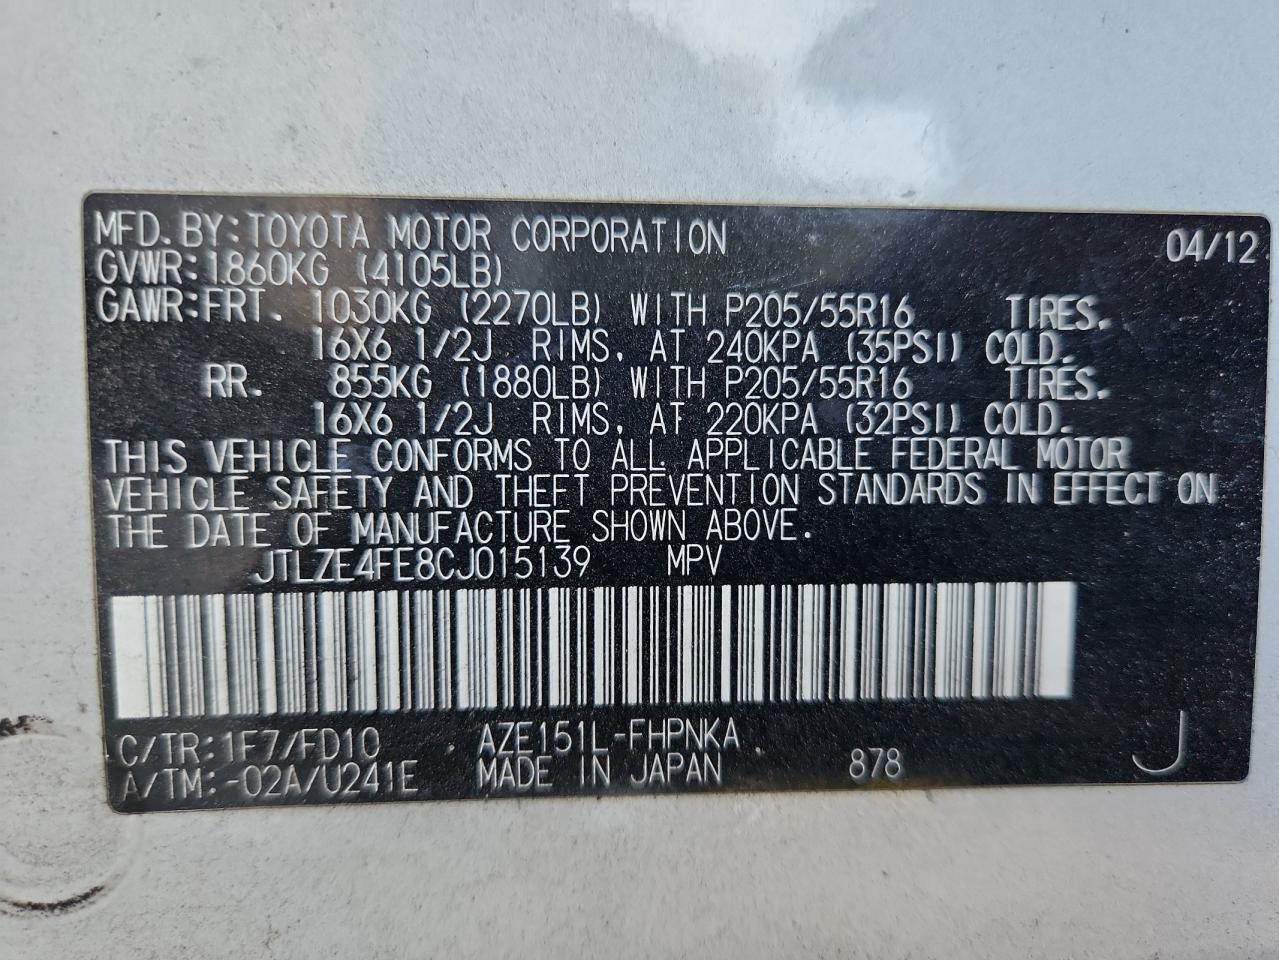 MFD. BY: TOYOTA MOTOR CORPORATION 04/12
GVWR: 1860KG (4105LB)
GAWR: FRT. 1030KG (2270LB) WITH P205/55R16 TIRES.
16X6 1/2J RIMS, AT 240KPA (35PSI) COLD.
RR. 855KG (1880LB) WITH P205/55R16 TIRES.
16X6 1/2J RIMS, AT 220KPA (32PSI) COLD.
THIS VEHICLE CONFORMS TO ALL APPLICABLE FEDERAL MOTOR
VEHICLE SAFETY AND THEFT PREVENTION STANDARDS IN EFFECT ON
THE DATE OF MANUFACTURE SHOWN ABOVE.
JTLZE4FE8CJ015139 MPV
C/TR: 1F7/FD10 AZE151L-FHPNKA
A/TM: -02A/U241E MADE IN JAPAN 878 J